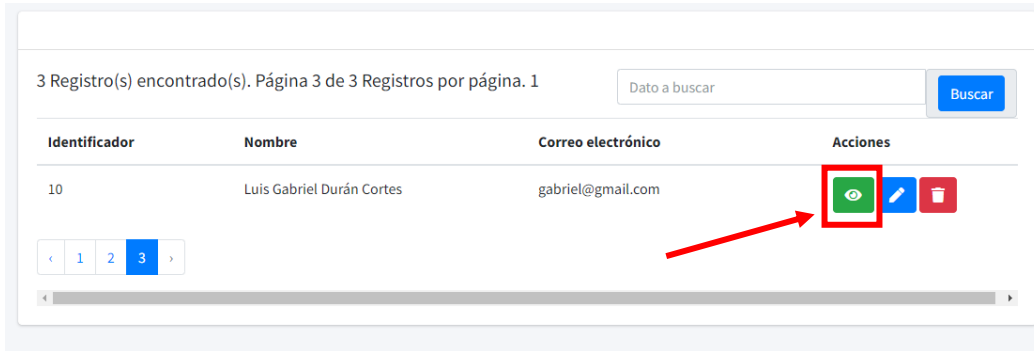 3 Registro(s) encontrado(s). Página 3 de 3 Registros por página. 1
Dato a buscar
Buscar
Identificador Nombre Correo electrónico Acciones
10 Luis Gabriel Durán Cortes gabriel@gmail.com
‹ 1 2 3 ›